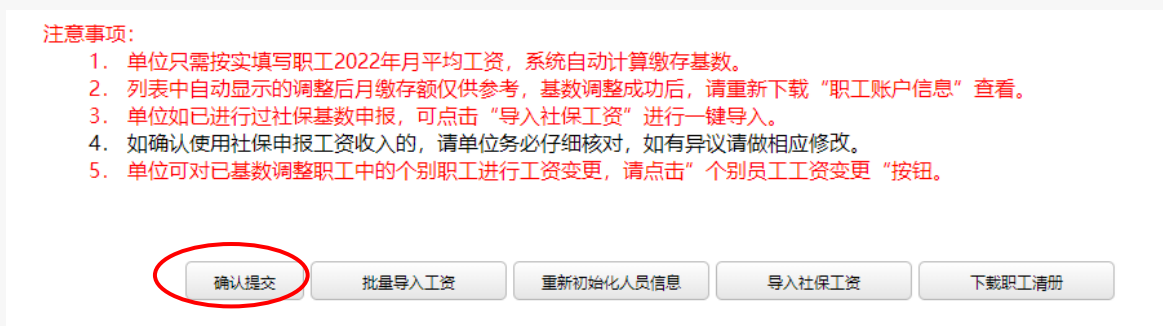 注意事项:
1. 单位只需按实填写职工2022年月平均工资，系统自动计算缴存基数。
2. 列表中自动显示的调整后月缴存额仅供参考，基数调整成功后，请重新下载“职工账户信息”查看。
3. 单位如已进行过社保基数申报，可点击“导入社保工资”进行一键导入。
4. 如确认使用社保申报工资收入的，请单位务必仔细核对，如有异议请做相应修改。
5. 单位可对已基数调整职工中的个别职工进行工资变更，请点击”个别员工工资变更“按钮。
确认提交 批量导入工资 重新初始化人员信息 导入社保工资 下载职工清册